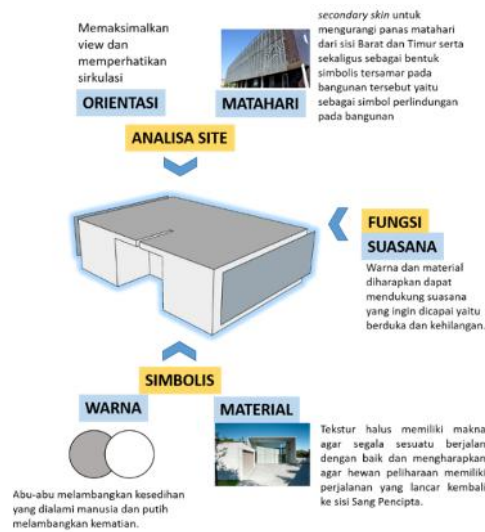 Memaksimalkan
view dan
memperhatikan
sirkulasi
ORIENTASI
MATAHARI
secondary skin untuk
mengurangi panas matahari
dari sisi Barat dan Timur serta
sekaligus sebagai bentuk
simbolis tersamar pada
bangunan tersebut yaitu
sebagai simbol perlindungan
pada bangunan
ANALISA SITE
FUNGSI
SUASANA
Warna dan material
diharapkan dapat
mendukung suasana
yang ingin dicapai yaitu
berduka dan kehilangan.
SIMBOLIS
WARNA
MATERIAL
Abu-abu melambangkan kesedihan
yang dialami manusia dan putih
melambangkan kematian.
Tekstur halus memiliki makna
agar segala sesuatu berjalan
dengan baik dan mengharapkan
agar hewan peliharaan memiliki
perjalanan yang lancar kembali
ke sisi Sang Pencipta.